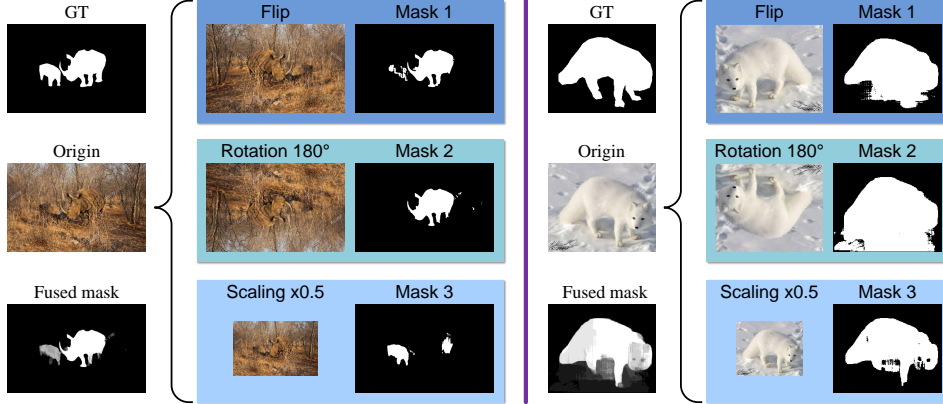 GT
Flip
Mask 1
Origin
Rotation 180°
Mask 2
Fused mask
Scaling x0.5
Mask 3
GT
Flip
Mask 1
Origin
Rotation 180°
Mask 2
Fused mask
Scaling x0.5
Mask 3